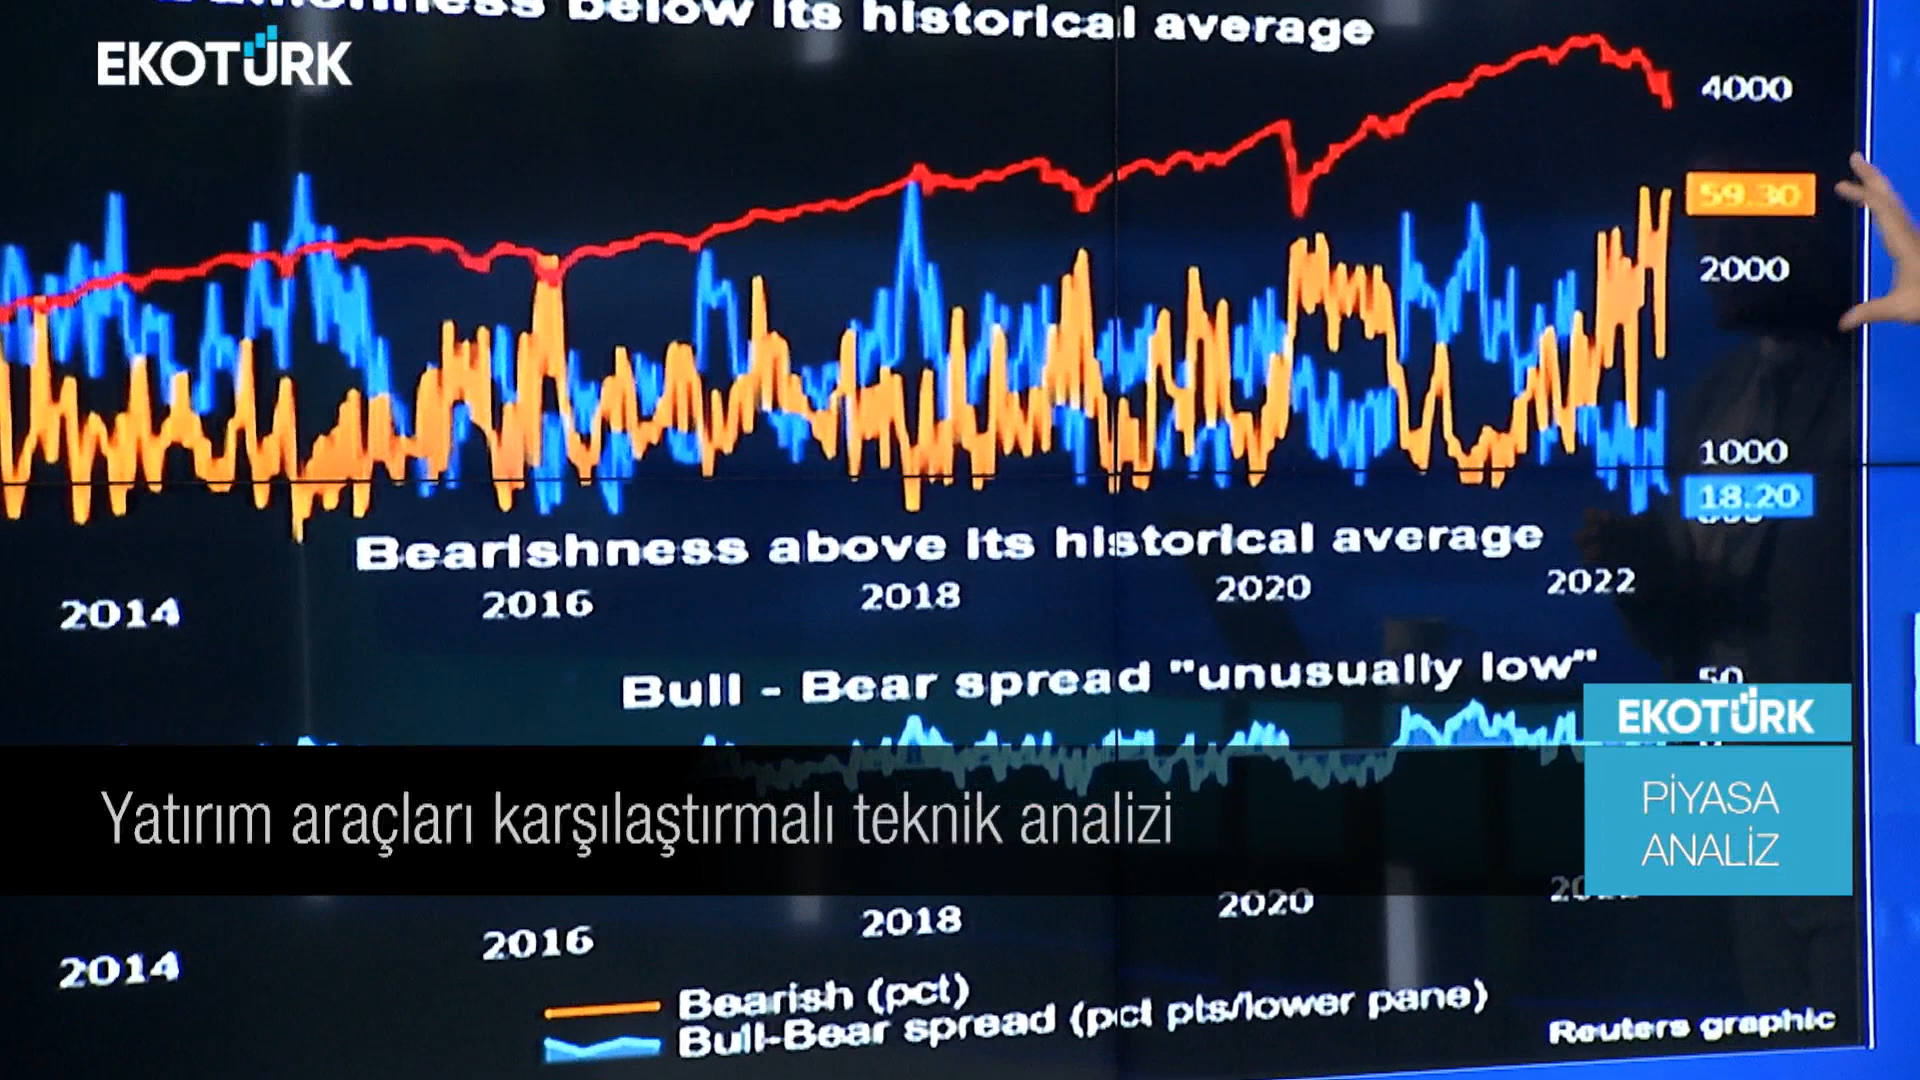 below its historical average
EKOTÜRK
4000
59.30
2000
1000
18.20
Bearishness above its historical average
2014
2016
2018
2020
2022
Bull - Bear spread "unusually low"
50
EKOTÜRK
0
PİYASA
ANALİZ
Yatırım araçları karşılaştırmalı teknik analizi
2014
2016
2018
2020
Bearish (pct)
Bull-Bear spread (pct pts/lower pane)
Reuters graphic